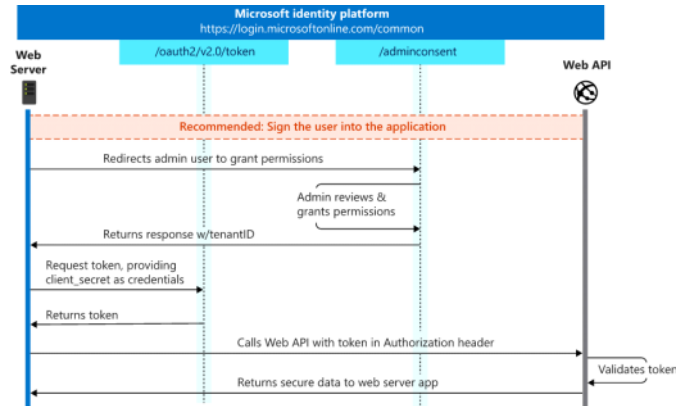 Microsoft identity platform
https://login.microsoftonline.com/common
/oauth2/v2.0/token
/adminconsent
Web
Server
Web API
Recommended: Sign the user into the application
Redirects admin user to grant permissions
Admin reviews &
grants permissions
Returns response w/tenantID
Request token, providing
client_secret as credentials
Returns token
Calls Web API with token in Authorization header
Validates token
Returns secure data to web server app